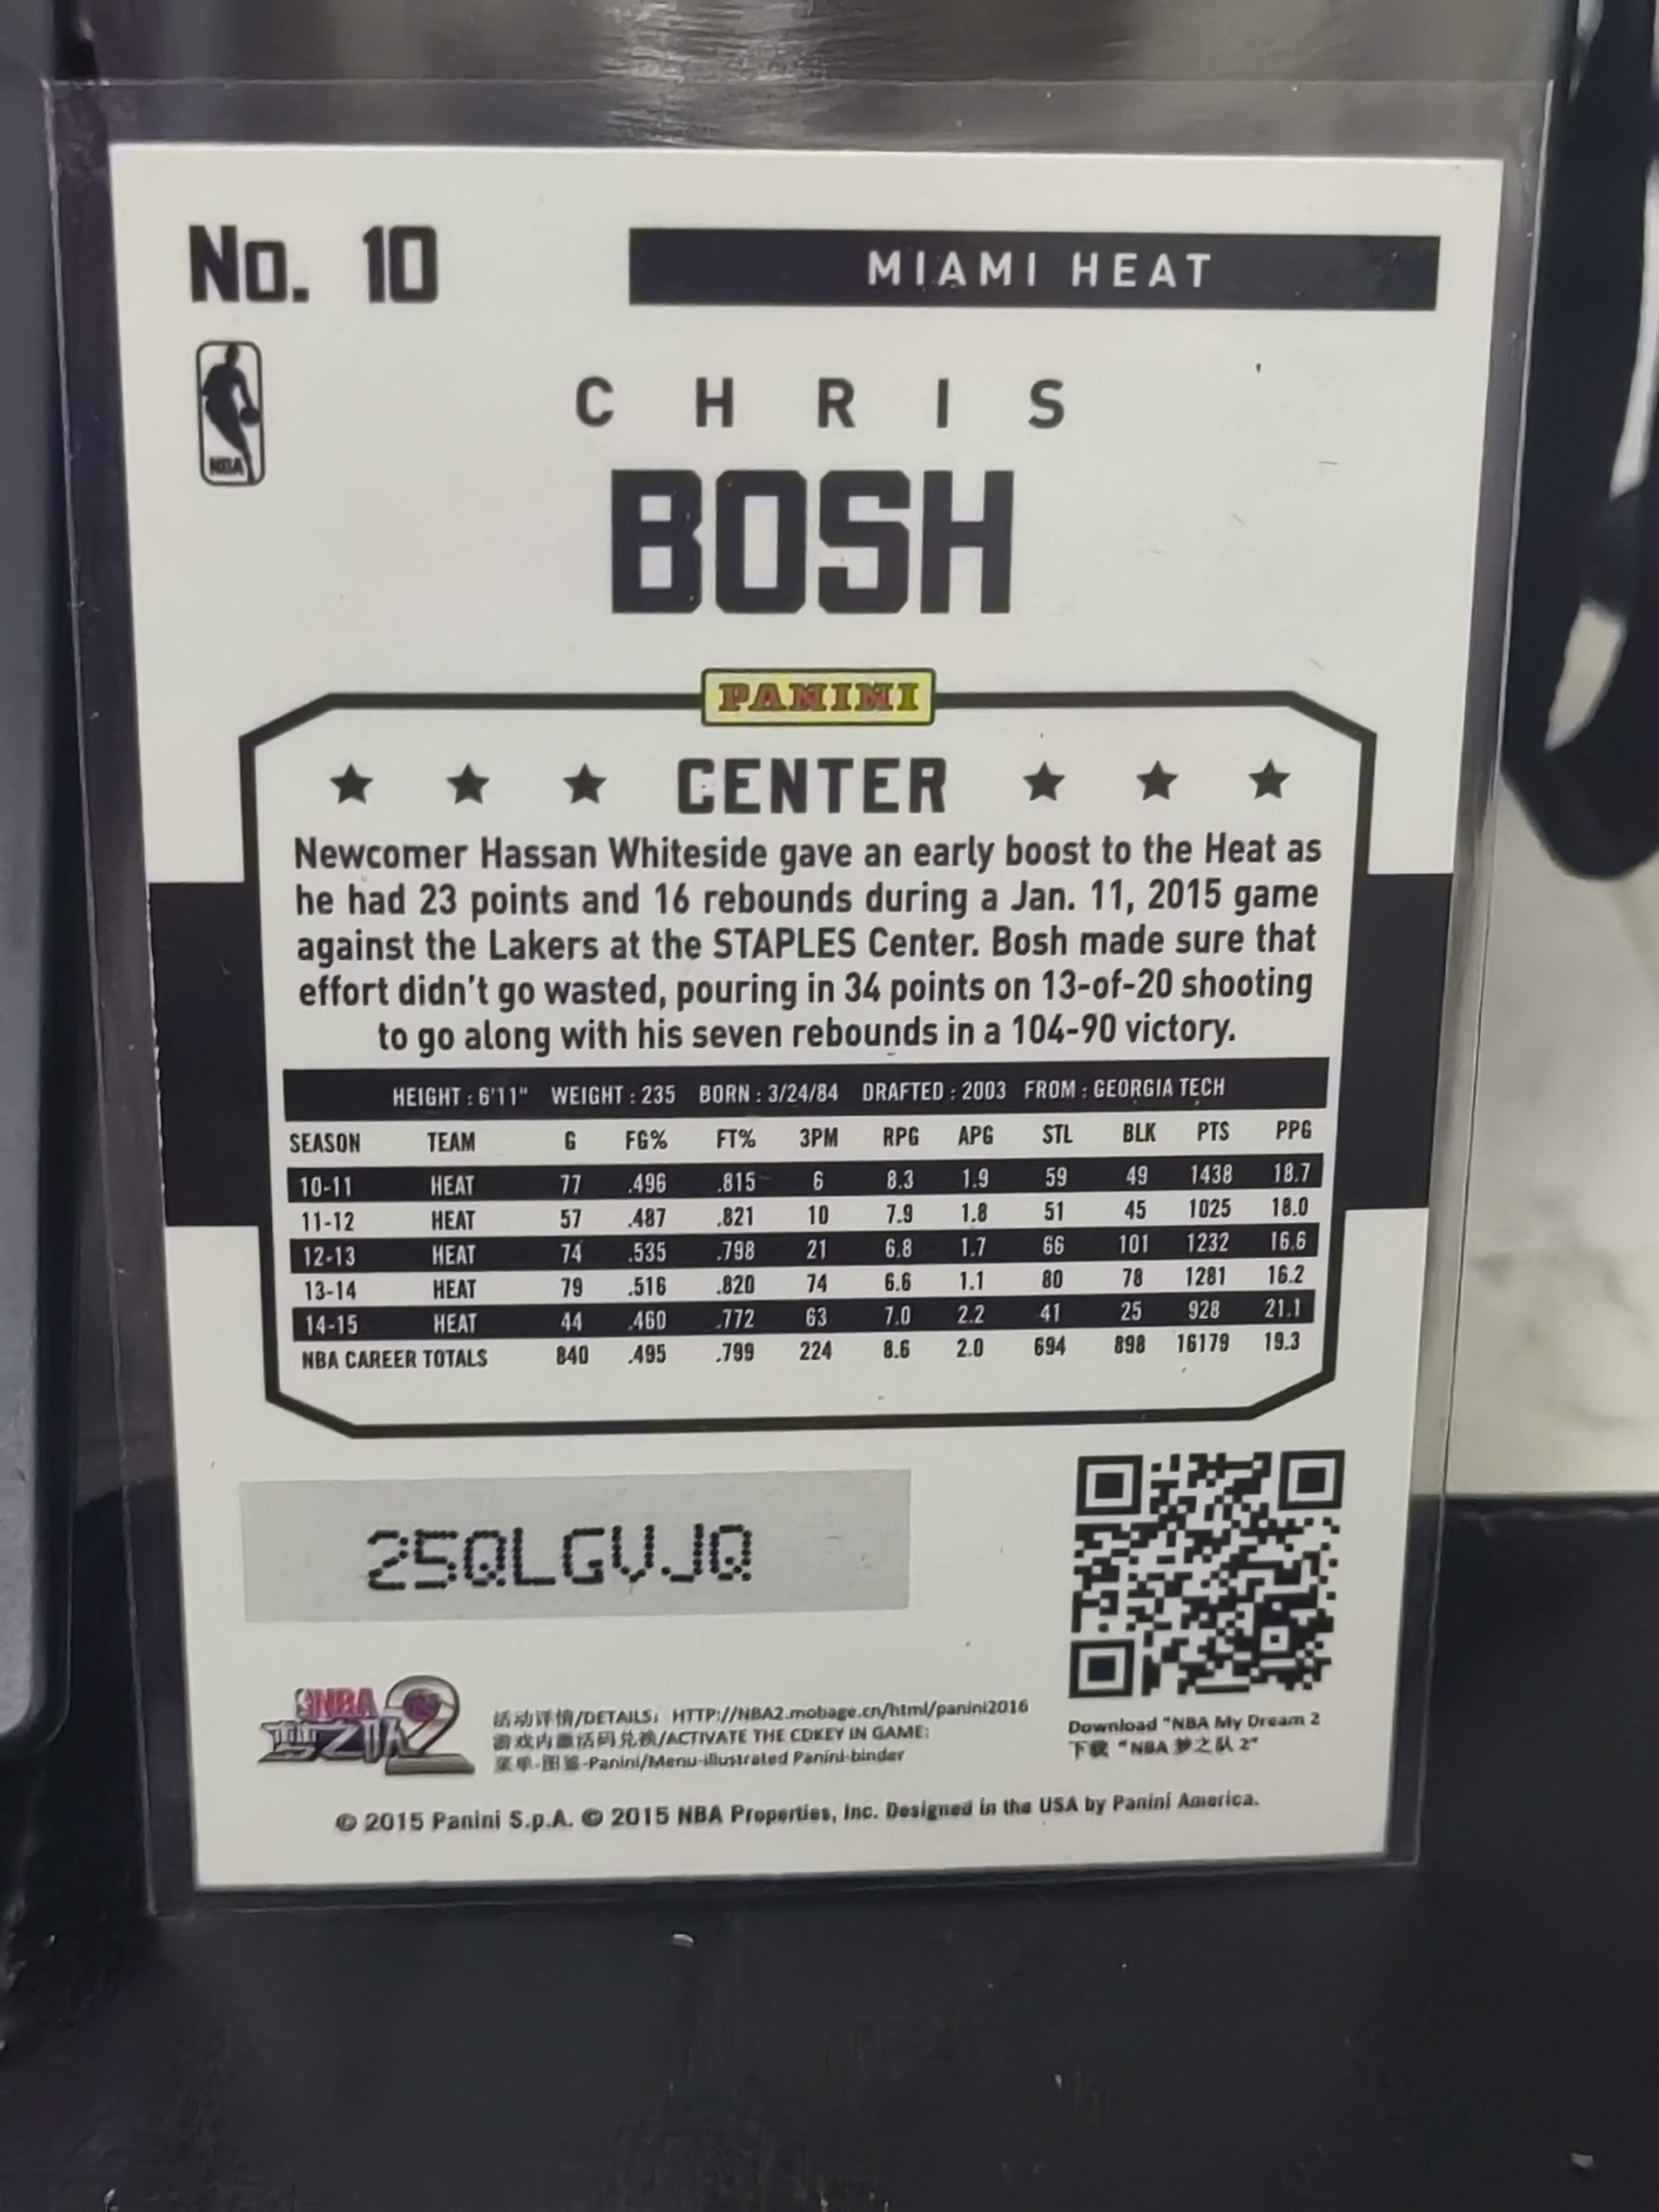 No. 10
MIAMI HEAT
NBA
CHRIS
BOSH
PANINI
★ ★ ★ CENTER ★ ★ ★
Newcomer Hassan Whiteside gave an early boost to the Heat as
he had 23 points and 16 rebounds during a Jan. 11, 2015 game
against the Lakers at the STAPLES Center. Bosh made sure that
effort didn't go wasted, pouring in 34 points on 13-of-20 shooting
to go along with his seven rebounds in a 104-90 victory.
HEIGHT : 6'11" WEIGHT : 235 BORN : 3/24/84 DRAFTED : 2003 FROM : GEORGIA TECH
SEASON TEAM G FG% FT% 3PM RPG APG STL BLK PTS PPG
10-11 HEAT 77 .496 .815 6 8.3 1.9 59 49 1438 18.7
11-12 HEAT 57 .487 .821 10 7.9 1.8 51 45 1025 18.0
12-13 HEAT 74 .535 .798 21 6.8 1.7 66 101 1232 16.6
13-14 HEAT 79 .516 .820 74 6.6 1.1 80 78 1281 16.2
14-15 HEAT 44 .460 .772 63 7.0 2.2 41 25 928 21.1
NBA CAREER TOTALS 840 .495 .799 224 8.6 2.0 694 898 16179 19.3
25QLGVJQ
NBA
梦之队2
活动详情/DETAILS: HTTP://NBA2.mobage.cn/html/panini2016
游戏内激活码兑换/ACTIVATE THE CDKEY IN GAME:
菜单-图鉴-Panini/Menu-illustrated Panini-binder
Download "NBA My Dream 2
下载 "NBA 梦之队 2"
© 2015 Panini S.p.A. © 2015 NBA Properties, Inc. Designed in the USA by Panini America.